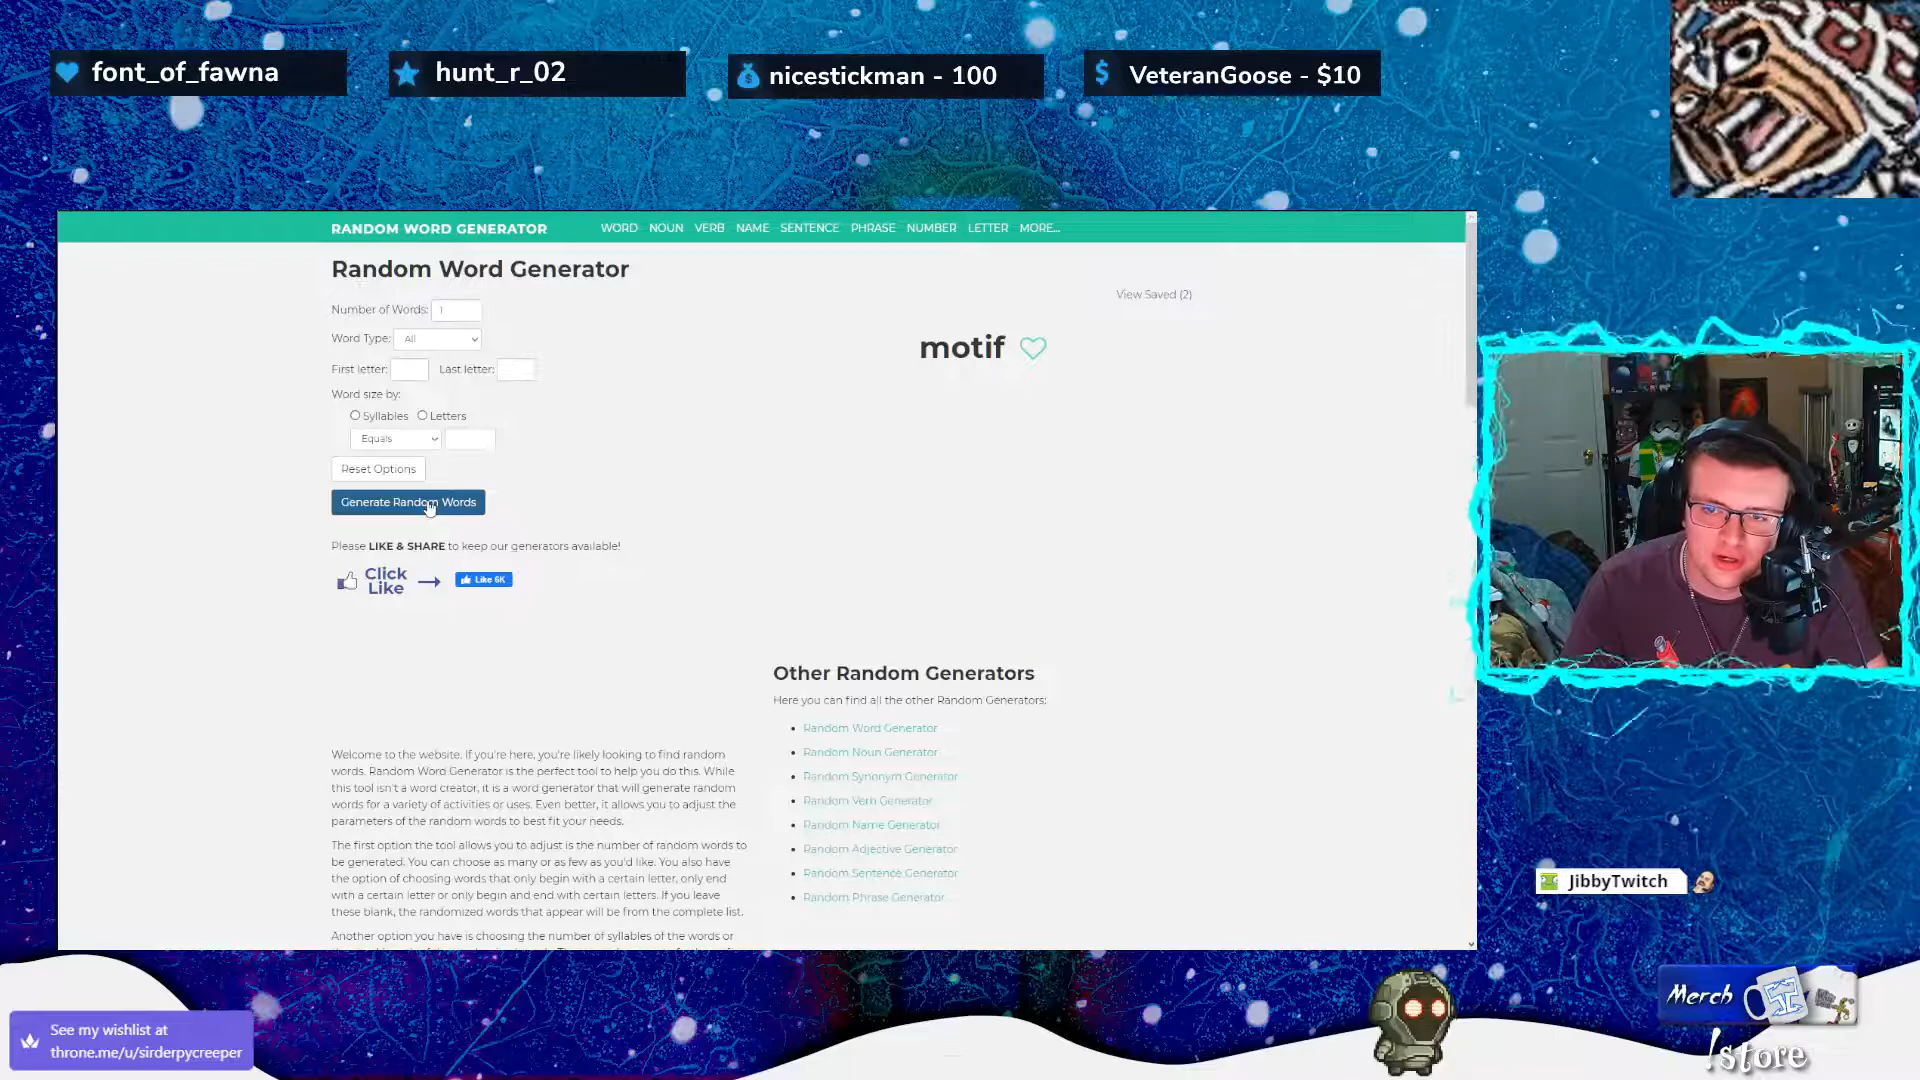 font_of_fawna
hunt_r_02
nicestickman - 100
$ VeteranGoose - $10
RANDOM WORD GENERATOR
WORD NOUN VERB NAME SENTENCE PHRASE NUMBER LETTER MORE...
Random Word Generator
View Saved (2)
Number of Words: 1
motif
Word Type: All
First letter: Last letter:
Word size by:
Syllables Letters
Equals
Reset Options
Generate Random Words
Please LIKE & SHARE to keep our generators available!
Click
Like
Like 6K
Other Random Generators
Here you can find all the other Random Generators:
Random Word Generator
Random Noun Generator
Random Synonym Generator
Random Verb Generator
Random Name Generator
Random Adjective Generator
Random Sentence Generator
Random Phrase Generator
Welcome to the website. If you're here, you're likely looking to find random
words. Random Word Generator is the perfect tool to help you do this. While
this tool isn't a word creator, it is a word generator that will generate random
words for a variety of activities or uses. Even better, it allows you to adjust the
parameters of the random words to best fit your needs.
The first option the tool allows you to adjust is the number of random words to
be generated. You can choose as many or as few as you'd like. You also have
the option of choosing words that only begin with a certain letter, only end
with a certain letter or only begin and end with certain letters. If you leave
these blank, the randomized words that appear will be from the complete list.
Another option you have is choosing the number of syllables of the words or
JibbyTwitch
See my wishlist at
throne.me/u/sirderpycreeper
Merch
!store